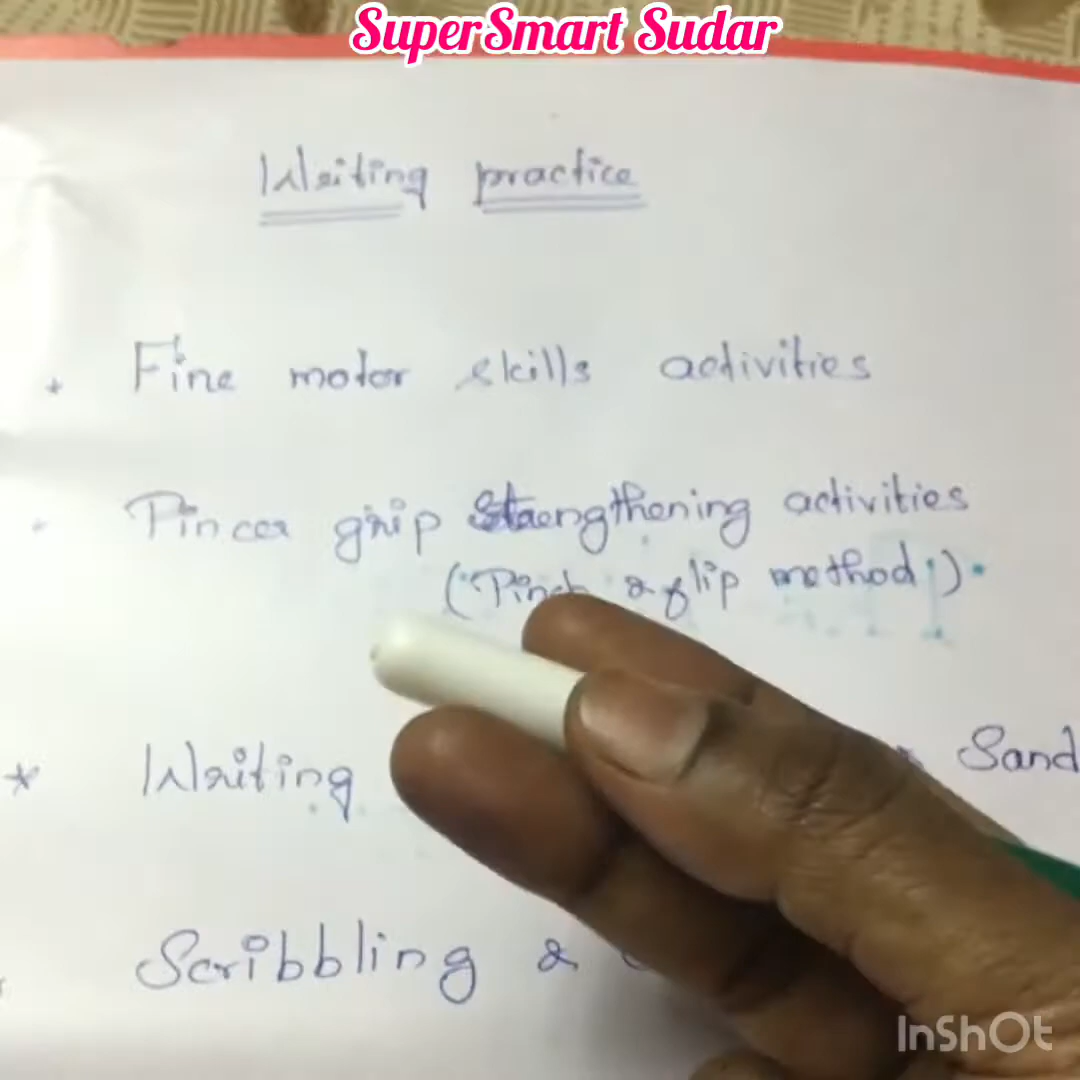 SuperSmart Sudar
Writing practice
Fine motor skills activities
Pincer grip Strengthening activities
(Pinch & flip method)
* Writing Sand
Scribbling &
InShOt